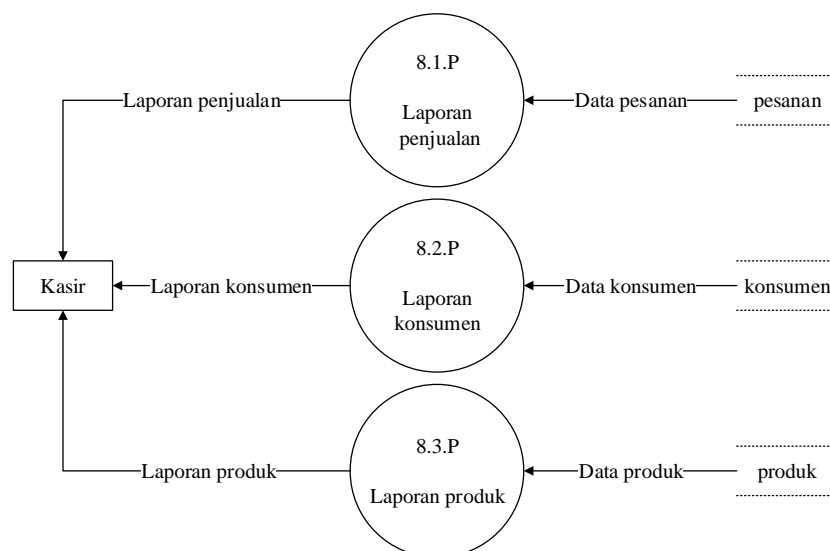 8.1.P
Laporan penjualan
Laporan
penjualan
Data pesanan
pesanan
8.2.P
Kasir
Laporan konsumen
Laporan
konsumen
Data konsumen
konsumen
8.3.P
Laporan produk
Laporan produk
Data produk
produk